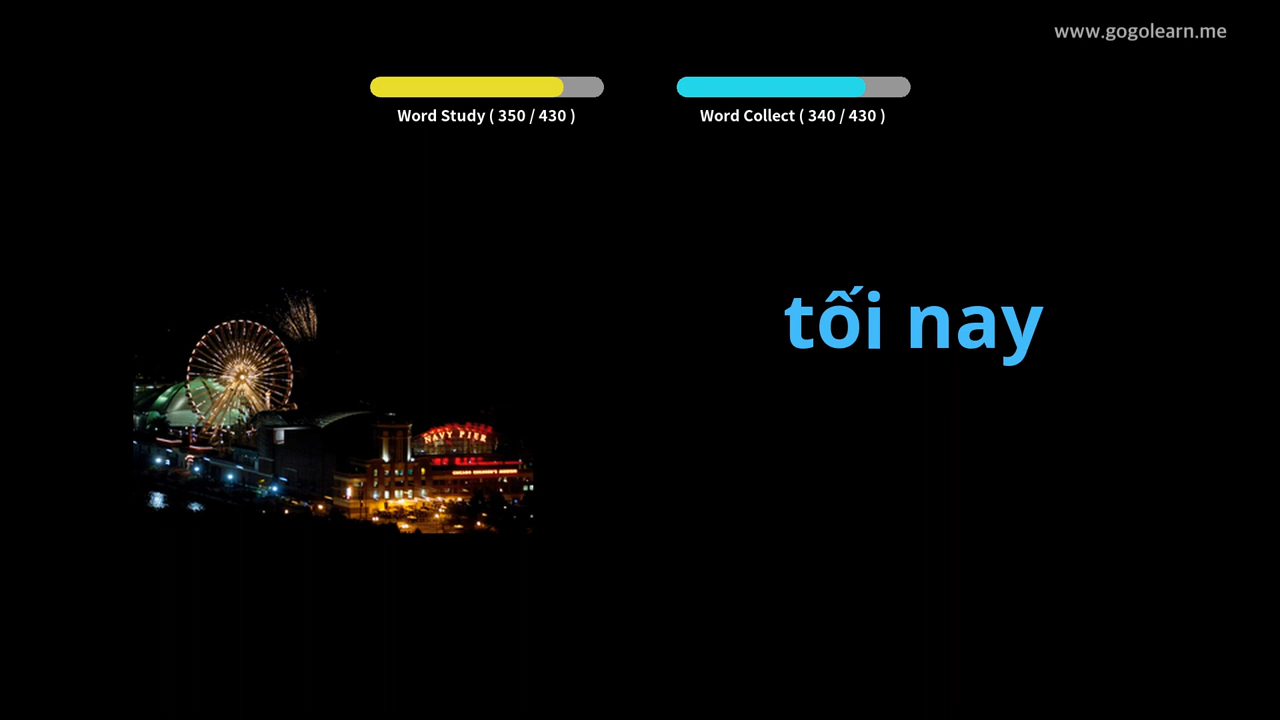 www.gogolearn.me
Word Study ( 350 / 430 )
Word Collect ( 340 / 430 )
tối nay
NAVY PIER